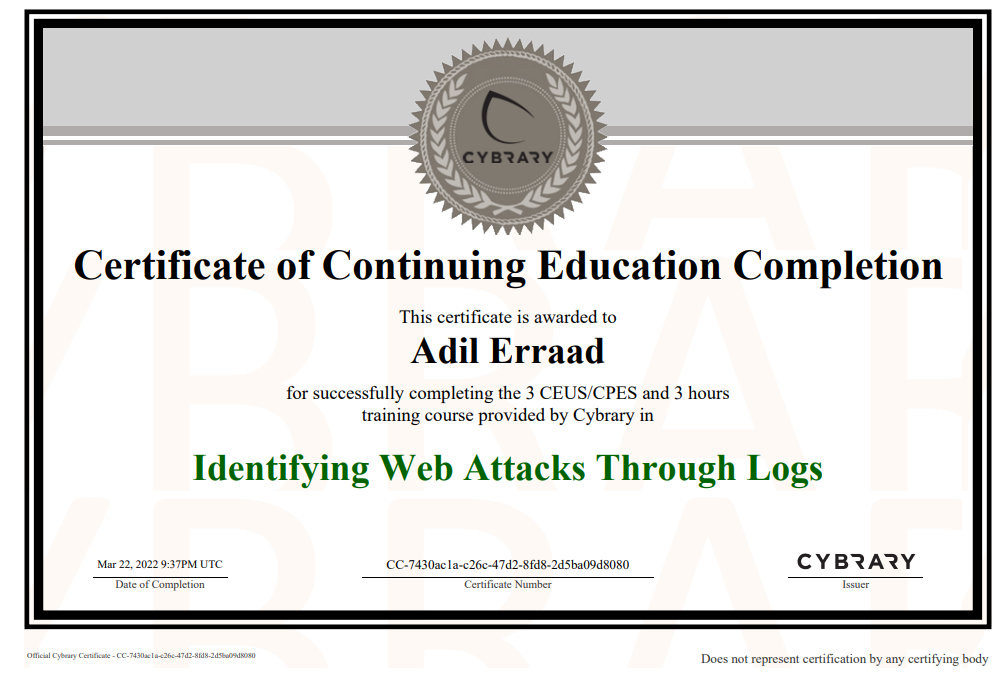 CYBRARY
Certificate of Continuing Education Completion
This certificate is awarded to
Adil Erraad
for successfully completing the 3 CEUS/CPES and 3 hours
training course provided by Cybrary in
Identifying Web Attacks Through Logs
Mar 22, 2022 9:37PM UTC
Date of Completion
CC-7430ac1a-c26c-47d2-8fd8-2d5ba09d8080
Certificate Number
CYBRARY
Issuer
Official Cybrary Certificate - CC-7430ac1a-c26c-47d2-8fd8-2d5ba09d8080
Does not represent certification by any certifying body